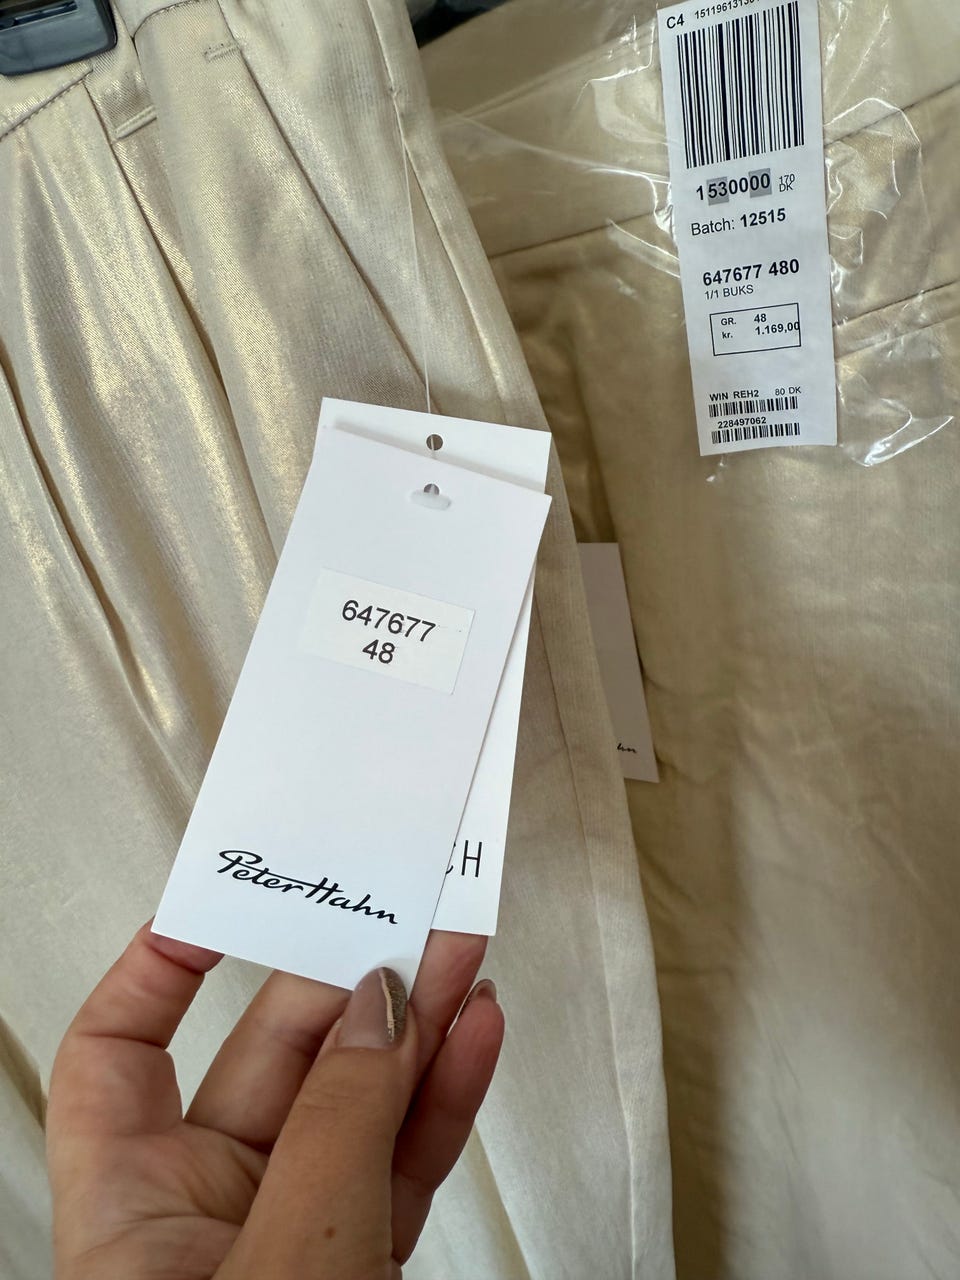 C4
1530000 170 DK
Batch: 12515
647677 480
1/1 BUKS
GR. 48
kr. 1.169,00
WIN REH2 80 DK
228497062
647677
48
Peter Hahn
H